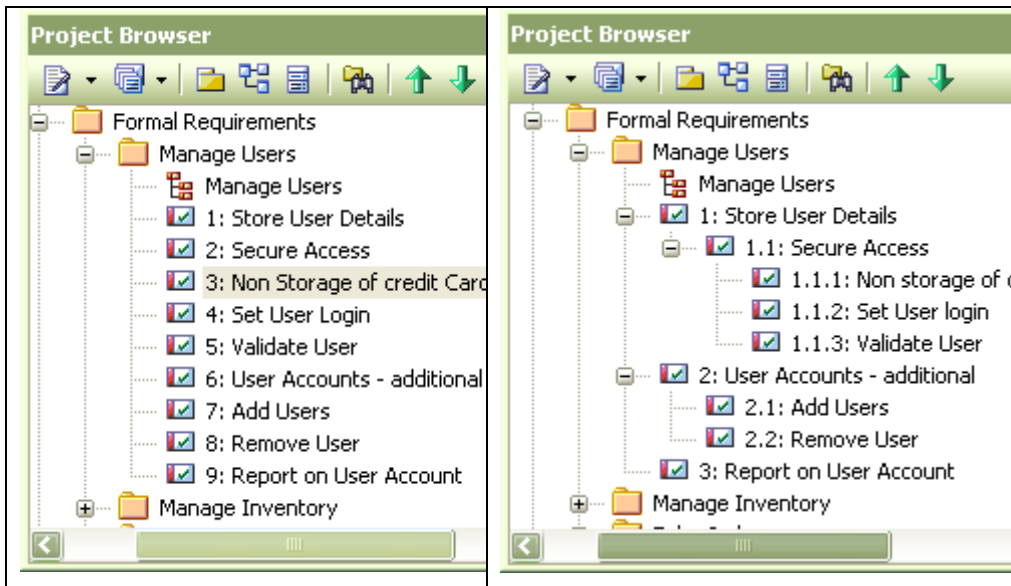 Project Browser
Formal Requirements
Manage Users
Manage Users
1: Store User Details
2: Secure Access
3: Non Storage of credit Card
4: Set User Login
5: Validate User
6: User Accounts - additional
7: Add Users
8: Remove User
9: Report on User Account
Manage Inventory
Project Browser
Formal Requirements
Manage Users
Manage Users
1: Store User Details
1.1: Secure Access
1.1.1: Non storage of
1.1.2: Set User login
1.1.3: Validate User
2: User Accounts - additional
2.1: Add Users
2.2: Remove User
3: Report on User Account
Manage Inventory